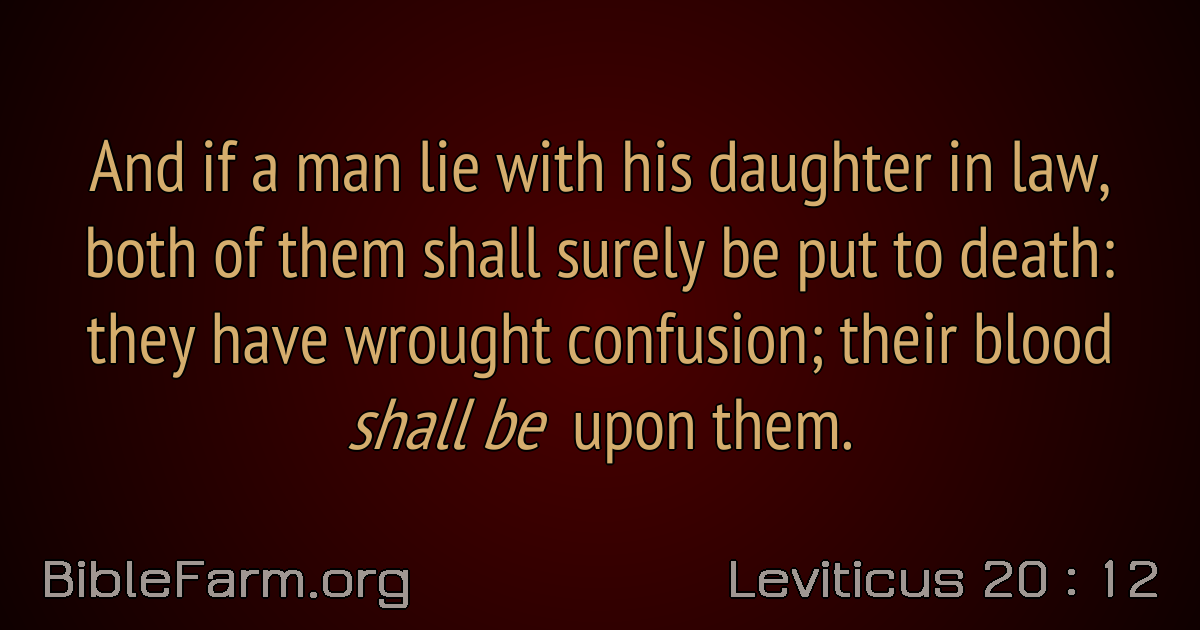 And if a man lie with his daughter in law,
both of them shall surely be put to death:
they have wrought confusion; their blood
shall be upon them.
BibleFarm.org
Leviticus 20 : 12